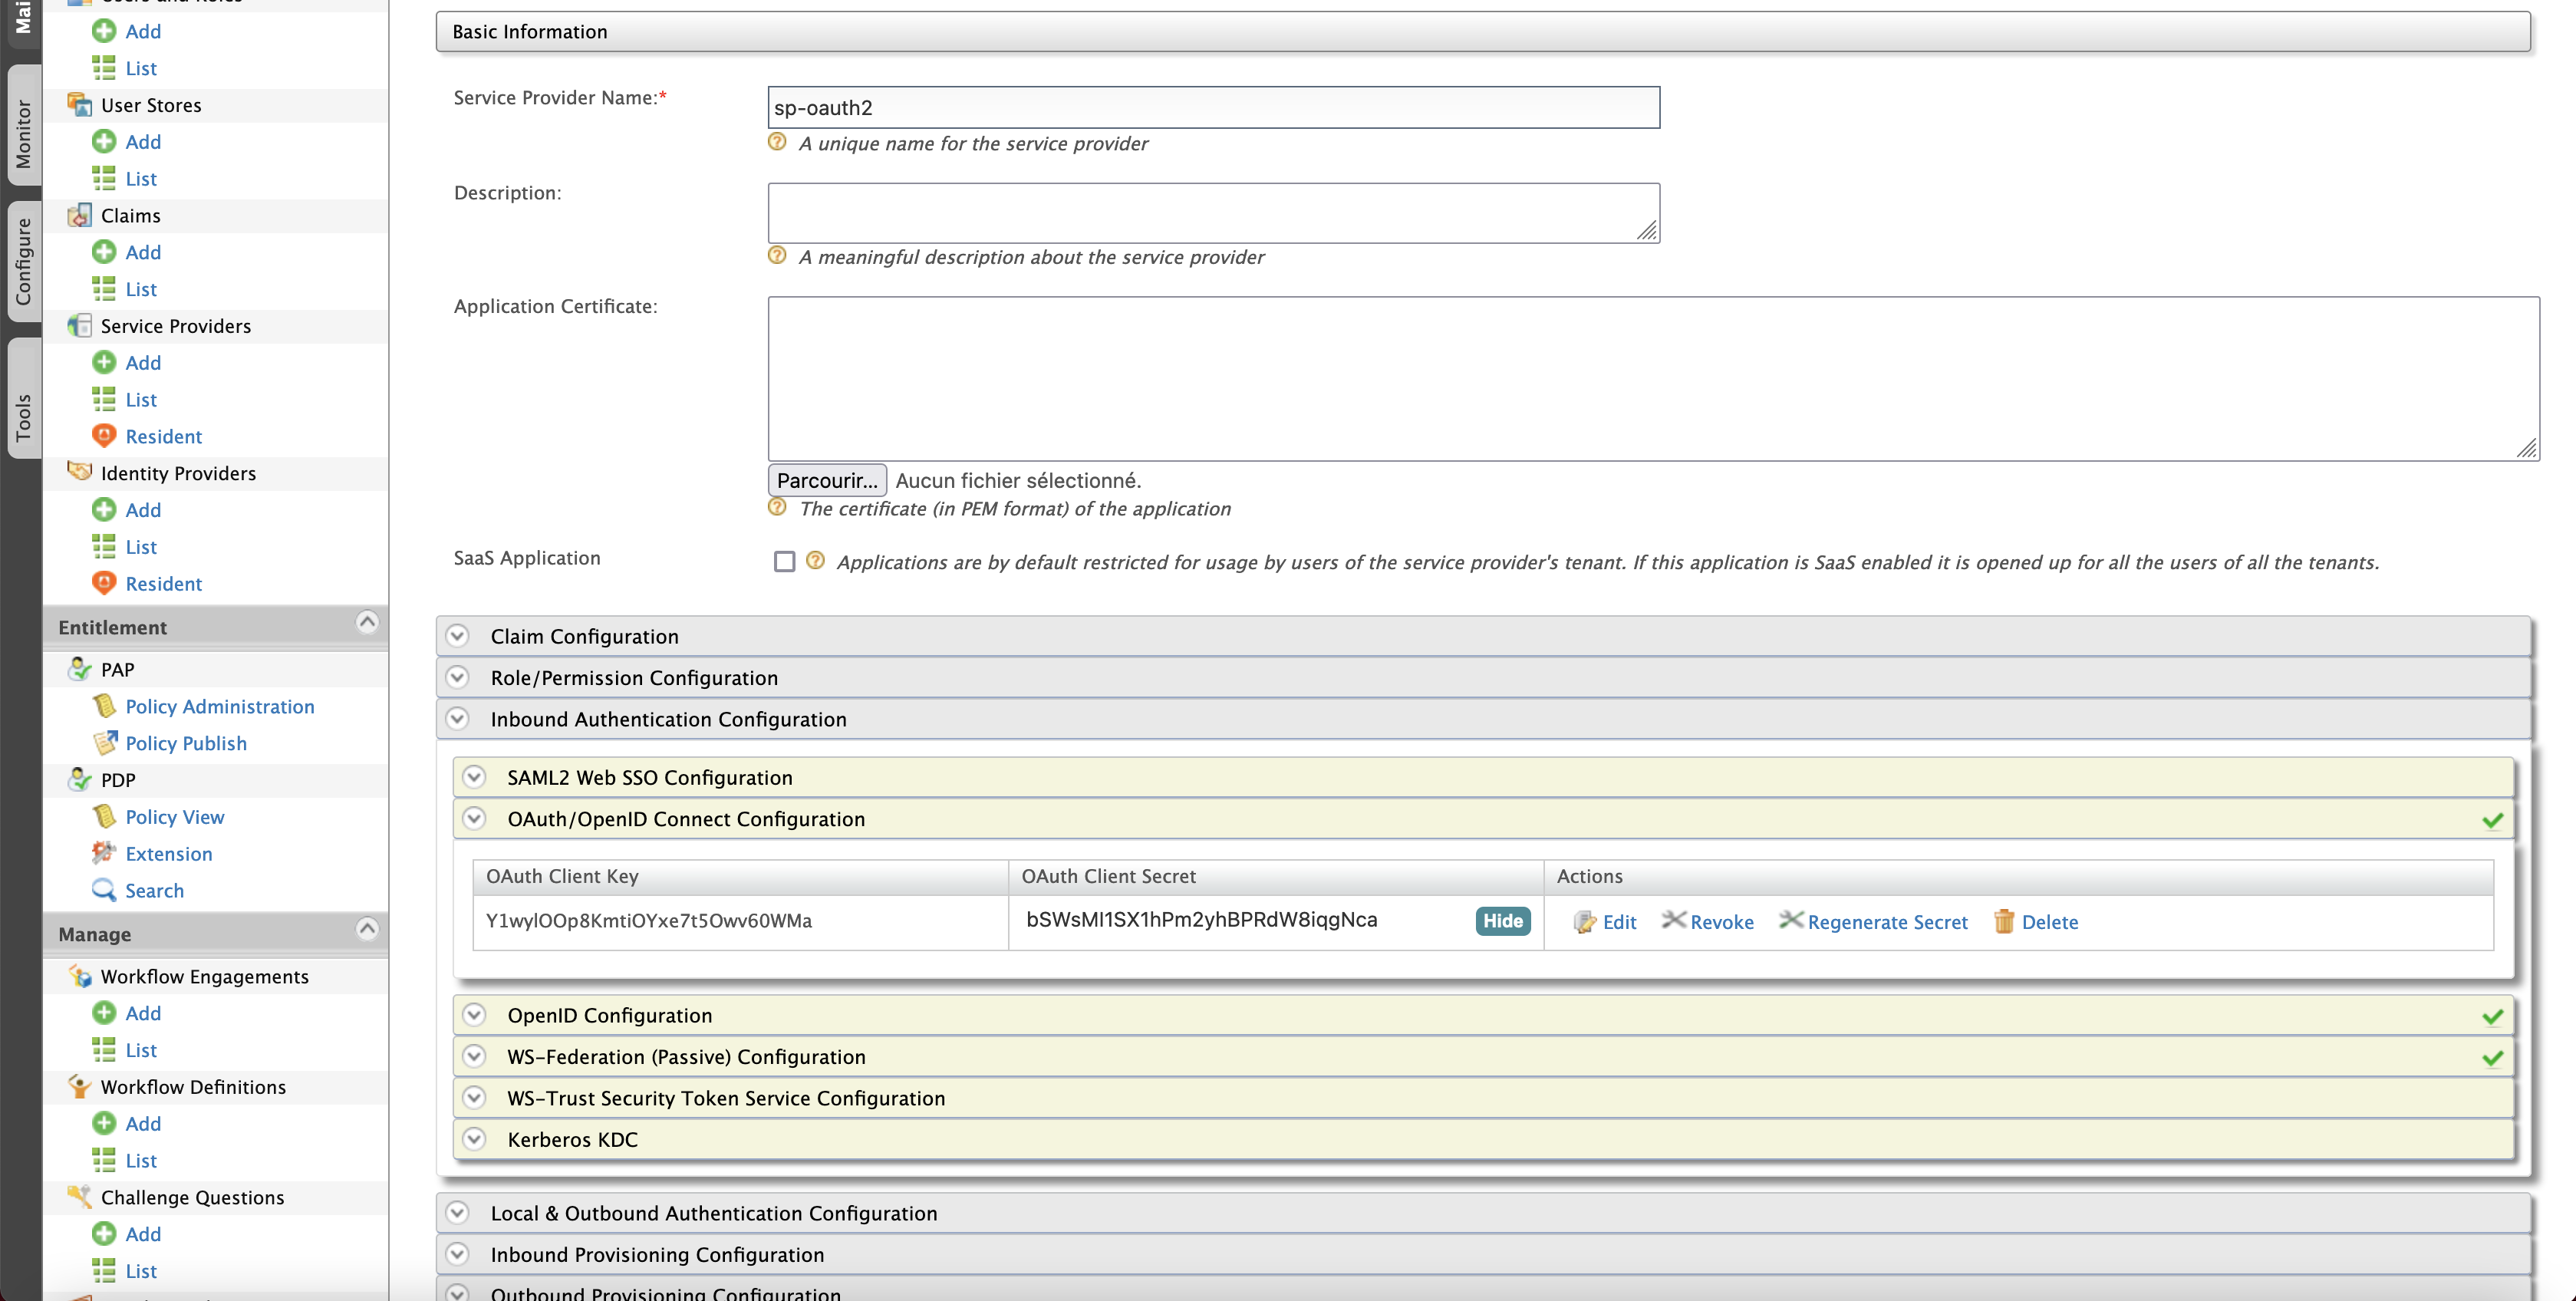 Mai
Monitor
Configure
Tools
Users and Roles
Add
List
User Stores
Add
List
Claims
Add
List
Service Providers
Add
List
Resident
Identity Providers
Add
List
Resident
Entitlement
PAP
Policy Administration
Policy Publish
PDP
Policy View
Extension
Search
Manage
Workflow Engagements
Add
List
Workflow Definitions
Add
List
Challenge Questions
Add
List
Basic Information
Service Provider Name:*
sp-oauth2
A unique name for the service provider
Description:
A meaningful description about the service provider
Application Certificate:
Parcourir... Aucun fichier sélectionné.
The certificate (in PEM format) of the application
SaaS Application
Applications are by default restricted for usage by users of the service provider's tenant. If this application is SaaS enabled it is opened up for all the users of all the tenants.
Claim Configuration
Role/Permission Configuration
Inbound Authentication Configuration
SAML2 Web SSO Configuration
OAuth/OpenID Connect Configuration
OAuth Client Key OAuth Client Secret Actions
Y1wylOOp8KmtiOYxe7t5Owv60WMa bSWsMl1SX1hPm2yhBPRdW8iqgNca Hide Edit Revoke Regenerate Secret Delete
OpenID Configuration
WS-Federation (Passive) Configuration
WS-Trust Security Token Service Configuration
Kerberos KDC
Local & Outbound Authentication Configuration
Inbound Provisioning Configuration
Outbound Provisioning Configuration